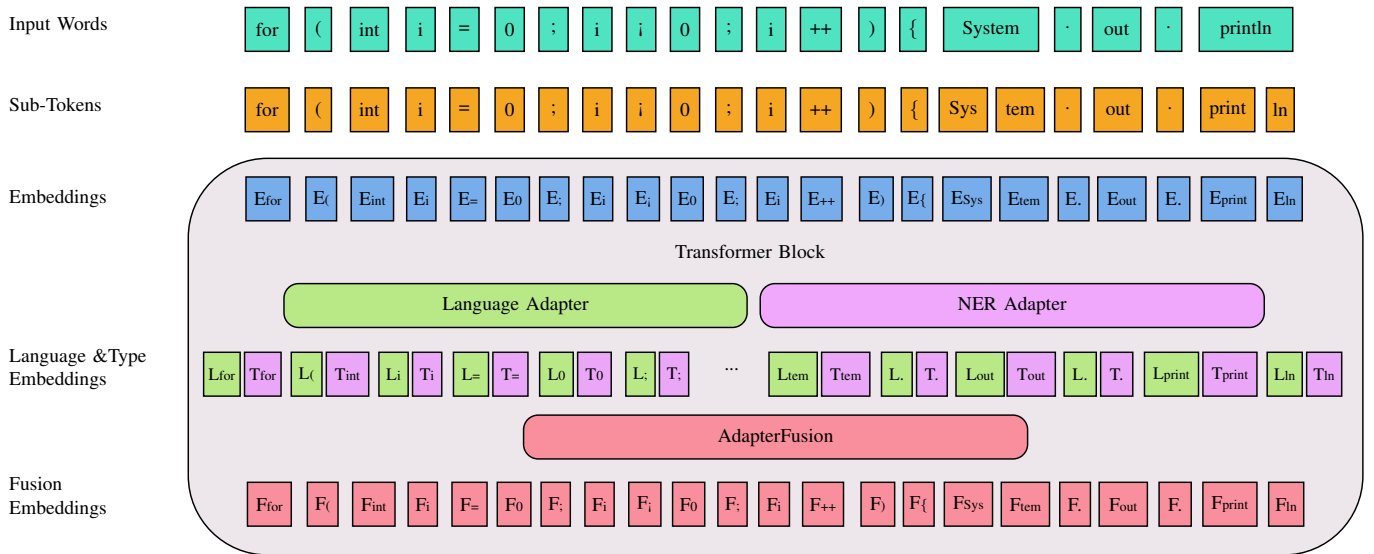 Input Words for ( int i = 0 ; i ¡ 0 ; i ++ ) { System · out · println
Sub-Tokens for ( int i = 0 ; i ¡ 0 ; i ++ ) { Sys tem · out · print ln
Embeddings Efor E( Eint Ei E= E0 E; Ei E¡ E0 E; Ei E++ E) E{ ESys Etem E. Eout E. Eprint Eln
Transformer Block
Language Adapter NER Adapter
Language &Type
Embeddings
Lfor Tfor L( Tint Li Ti L= T= L0 T0 L; T; ... Ltem Ttem L. T. Lout Tout L. T. Lprint Tprint Lln Tln
AdapterFusion
Fusion
Embeddings
Ffor F( Fint Fi F= F0 F; Fi F¡ F0 F; Fi F++ F) F{ FSys Ftem F. Fout F. Fprint Fln